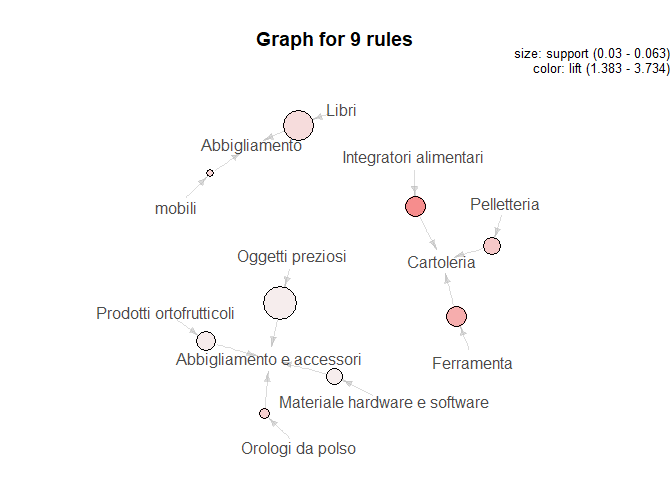 Graph for 9 rules
size: support (0.03 - 0.063)
color: lift (1.383 - 3.734)
Libri
Abbigliamento
Integratori alimentari
mobili
Pelletteria
Oggetti preziosi
Cartoleria
Prodotti ortofrutticoli
Abbigliamento e accessori
Ferramenta
Materiale hardware e software
Orologi da polso